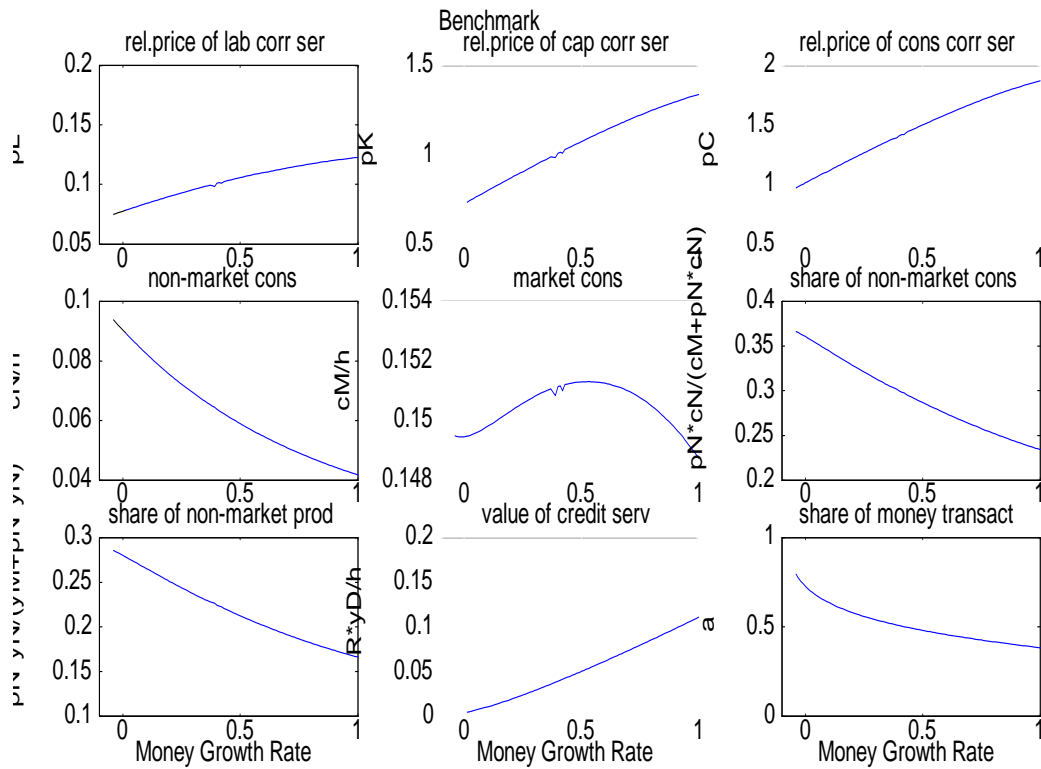 Benchmark
rel.price of lab corr ser
rel.price of cap corr ser
rel.price of cons corr ser
0.2
0.15
0.1
0.05
0 0.5 1
pK
1.5
1
0.5
0 0.5 1
pC
2
1.5
1
0.5
0 0.5 1
non-market cons
market cons
share of non-market cons
0.1
0.08
0.06
0.04
0 0.5 1
cM/h
0.154
0.152
0.15
0.148
0 0.5 1
pN*cN/(cM+pN*cN)
0.4
0.35
0.3
0.25
0.2
0 0.5 1
share of non-market prod
value of credit serv
share of money transact
0.3
0.25
0.2
0.15
0.1
0 0.5 1
Money Growth Rate
R*yD/h
0.2
0.15
0.1
0.05
0
0 0.5 1
Money Growth Rate
a
1
0.5
0
0 0.5 1
Money Growth Rate